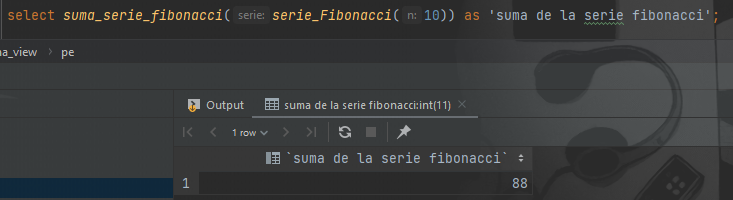 select suma_serie_fibonacci( serie: serie_Fibonacci( n: 10)) as 'suma de la serie fibonacci';
a_view > pe
Output
suma de la serie fibonacci:int(11) ×
1 row
`suma de la serie fibonacci`
1 88